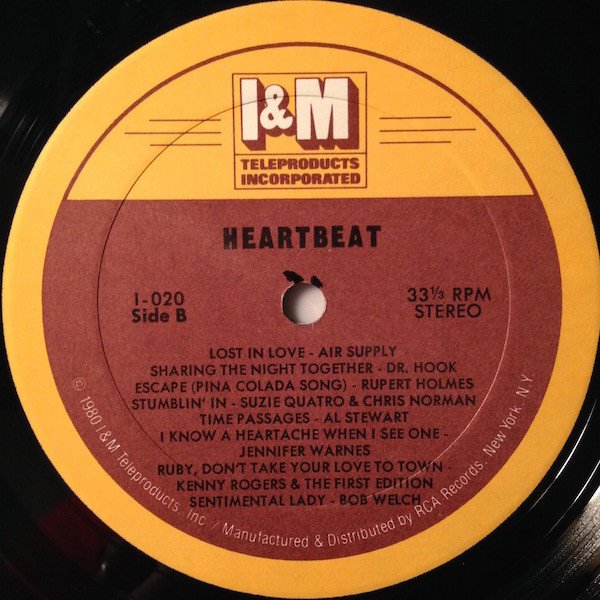 I&M
TELEPRODUCTS
INCORPORATED
HEARTBEAT
I-020
Side B
33⅓ RPM
STEREO
LOST IN LOVE - AIR SUPPLY
SHARING THE NIGHT TOGETHER - DR. HOOK
ESCAPE (PINA COLADA SONG) - RUPERT HOLMES
STUMBLIN' IN - SUZIE QUATRO & CHRIS NORMAN
TIME PASSAGES - AL STEWART
I KNOW A HEARTACHE WHEN I SEE ONE -
JENNIFER WARNES
RUBY, DON'T TAKE YOUR LOVE TO TOWN -
KENNY ROGERS & THE FIRST EDITION
SENTIMENTAL LADY - BOB WELCH
© 1980 I&M Teleproducts, Inc. / Manufactured & Distributed by RCA Records, New York, N.Y.